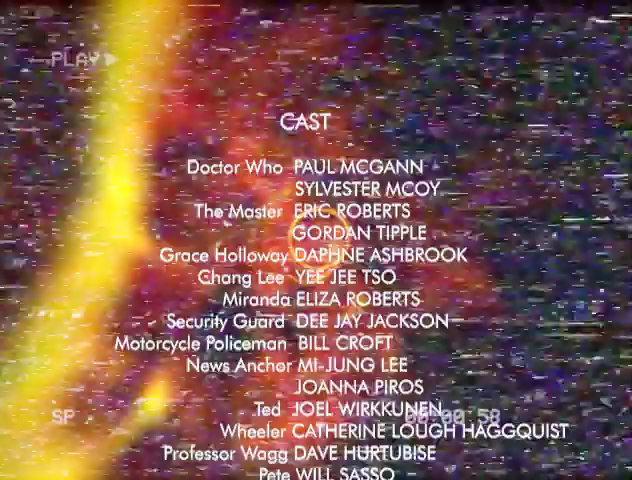 PLAY
CAST
Doctor Who PAUL MCGANN
SYLVESTER MCOY
The Master ERIC ROBERTS
GORDAN TIPPLE
Grace Holloway DAPHNE ASHBROOK
Chang Lee YEE JEE TSO
Miranda ELIZA ROBERTS
Security Guard DEE JAY JACKSON
Motorcycle Policeman BILL CROFT
News Anchor MI-JUNG LEE
JOANNA PIROS
Ted JOEL WIRKKUNEN
SP 00:00:58
Wheeler CATHERINE LOUGH HAGGQUIST
Professor Wagg DAVE HURTUBISE
Pete WILL SASSO